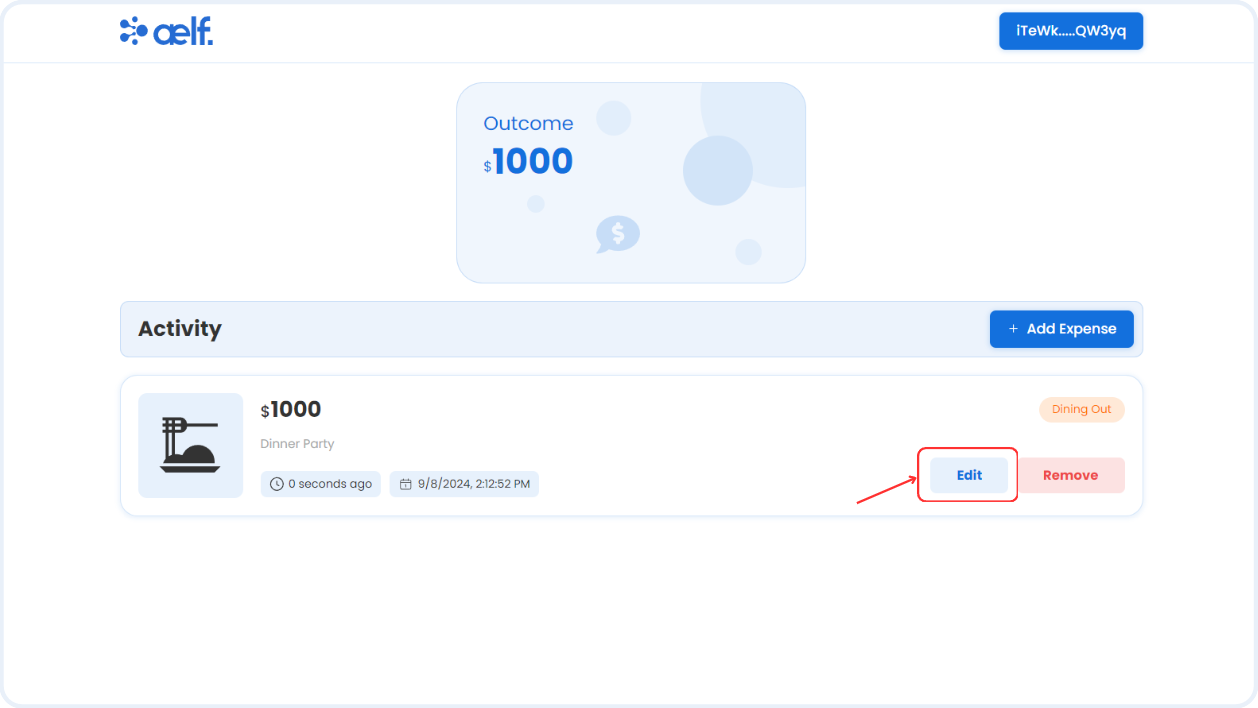 aelf.
iTeWk.....QW3yq
Outcome
$1000
$
Activity
+ Add Expense
$1000
Dining Out
Dinner Party
Edit
Remove
0 seconds ago
9/8/2024, 2:12:52 PM